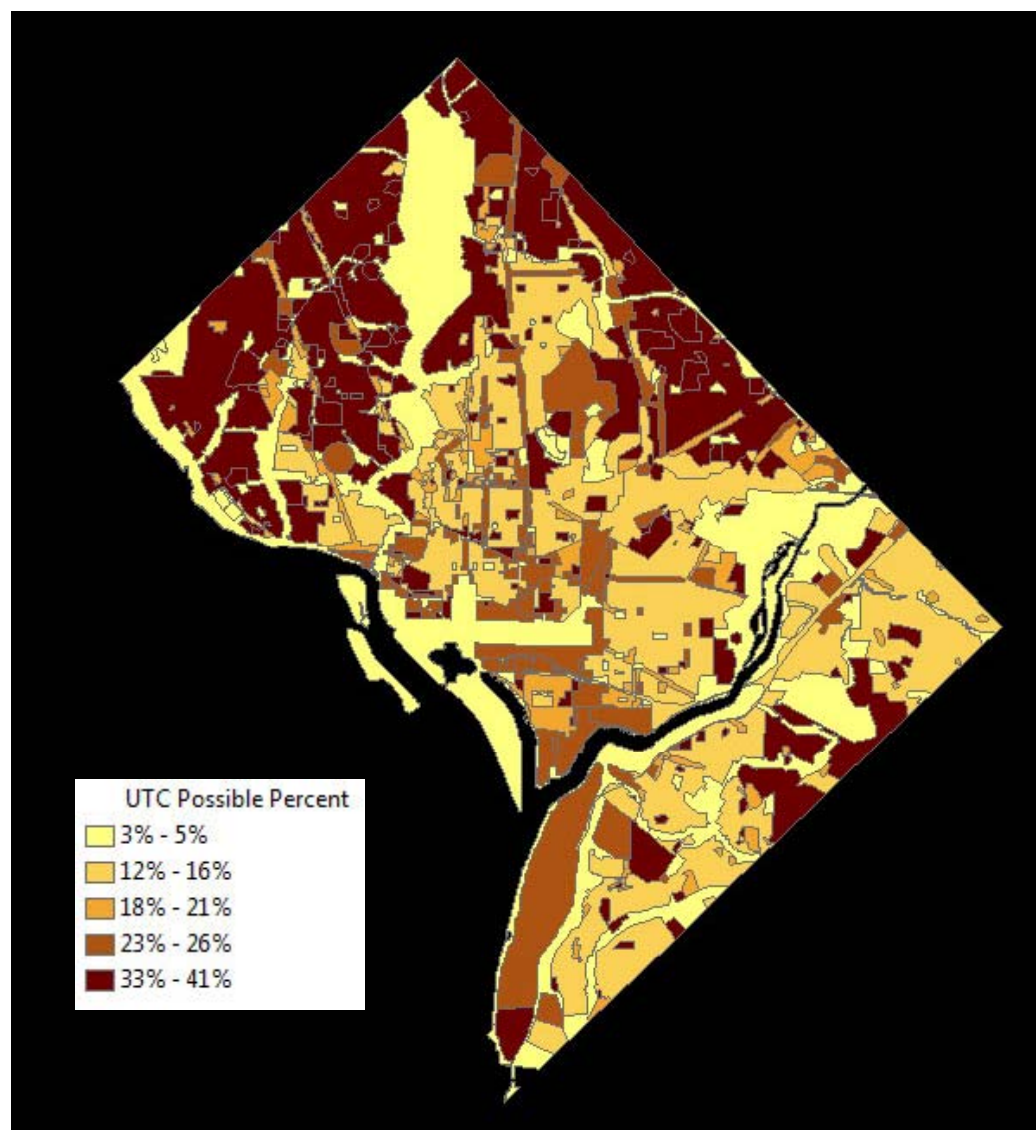 UTC Possible Percent
3% - 5%
12% - 16%
18% - 21%
23% - 26%
33% - 41%